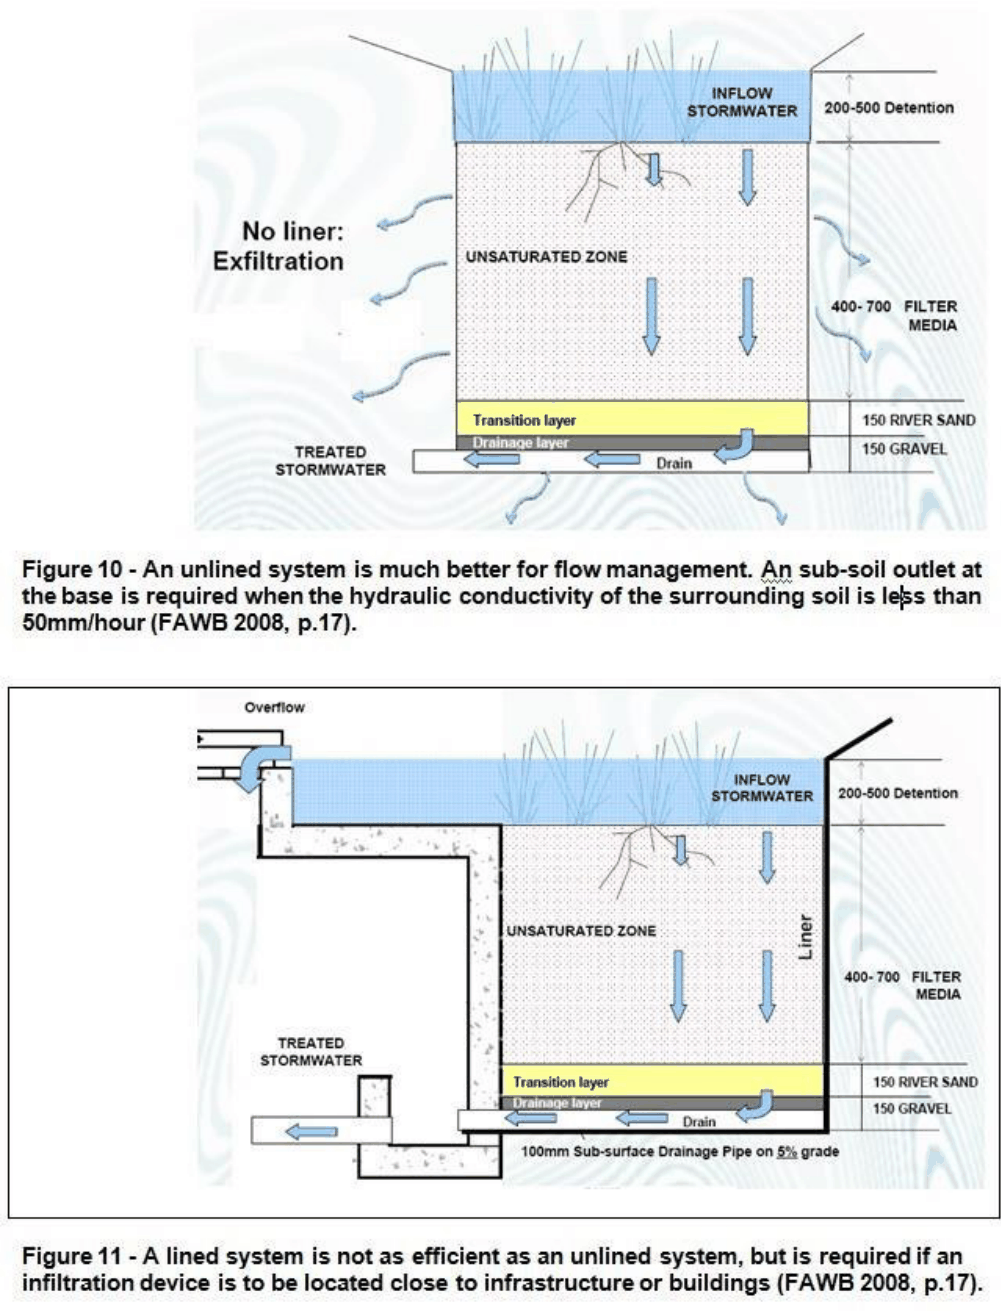 INFLOW
STORMWATER
200-500 Detention
No liner:
Exfiltration
UNSATURATED ZONE
400- 700 FILTER
MEDIA
Transition layer
150 RIVER SAND
Drainage layer
150 GRAVEL
TREATED
STORMWATER
Drain
Figure 10 - An unlined system is much better for flow management. An sub-soil outlet at
the base is required when the hydraulic conductivity of the surrounding soil is less than
50mm/hour (FAWB 2008, p.17).
Overflow
INFLOW
STORMWATER
200-500 Detention
UNSATURATED ZONE
Liner
400- 700 FILTER
MEDIA
TREATED
STORMWATER
Transition layer
150 RIVER SAND
Drainage layer
150 GRAVEL
Drain
100mm Sub-surface Drainage Pipe on 5% grade
Figure 11 - A lined system is not as efficient as an unlined system, but is required if an
infiltration device is to be located close to infrastructure or buildings (FAWB 2008, p.17).